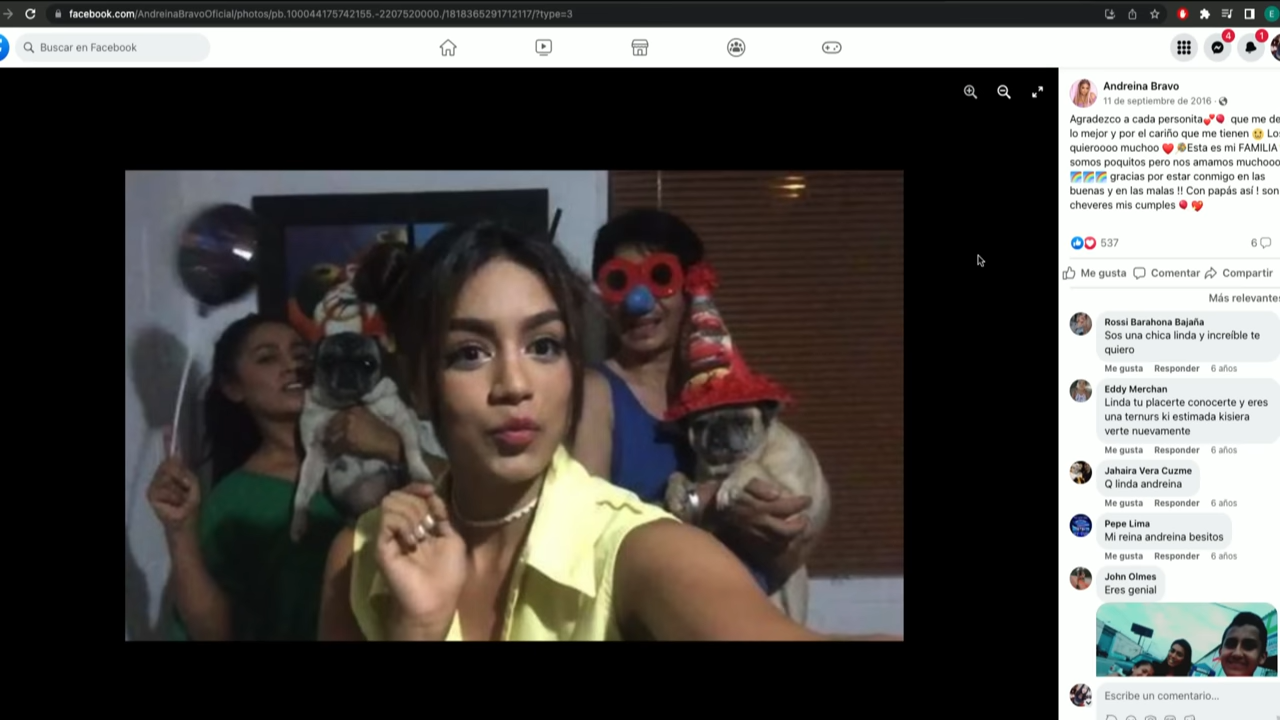 facebook.com/AndreinaBravoOficial/photos/pb.100044175742155.-2207520000./1818365291712117/?type=3
E
Buscar en Facebook
4
1
Andreina Bravo
11 de septiembre de 2016 ·
Agradezco a cada personita💕🎈 que me de
lo mejor y por el cariño que me tienen Lo
quieroooo muchoo ❤️ Esta es mi FAMILIA
somos poquitos pero nos amamos muchooo
🌈🌈🌈 gracias por estar conmigo en las
buenas y en las malas !! Con papás así ! son
cheveres mis cumples 🎈 💖
537
6
Me gusta Comentar Compartir
Más relevante
Rossi Barahona Bajaña
Sos una chica linda y increíble te
quiero
Me gusta Responder 6 años
Eddy Merchan
Linda tu placerte conocerte y eres
una ternurs ki estimada kisiera
verte nuevamente
Me gusta Responder 6 años
Jahaira Vera Cuzme
Q linda andreina
Me gusta Responder 6 años
Pepe Lima
Mi reina andreina besitos
Me gusta Responder 6 años
John Olmes
Eres genial
Escribe un comentario...